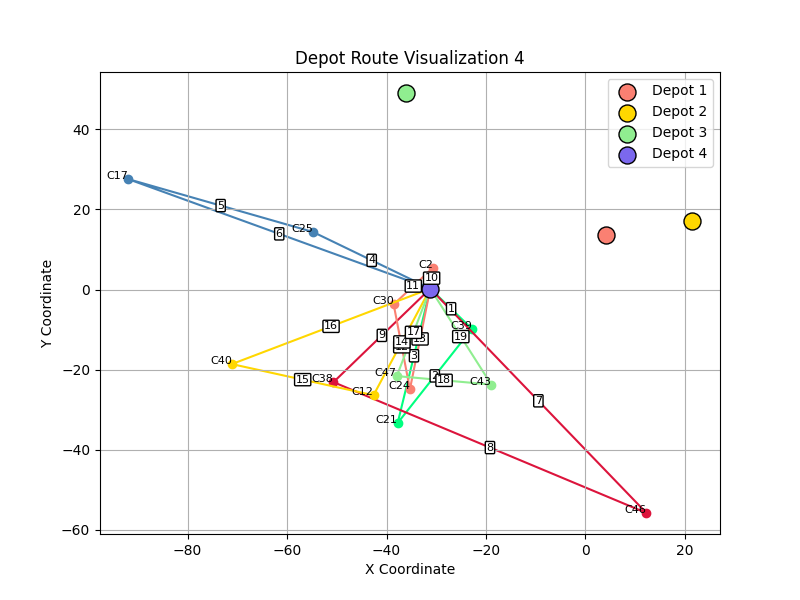 Depot Route Visualization 4
Depot 1
Depot 2
Depot 3
Depot 4
40
20
0
−20
−40
−60
Y Coordinate
−80
−60
−40
−20
0
20
X Coordinate
C17
5
C25
6
4
C2
10
11
C30
1
C39
16
9
17
19
14
3
C40
C47
15
C38
18
C43
C24
C12
7
C21
8
C46